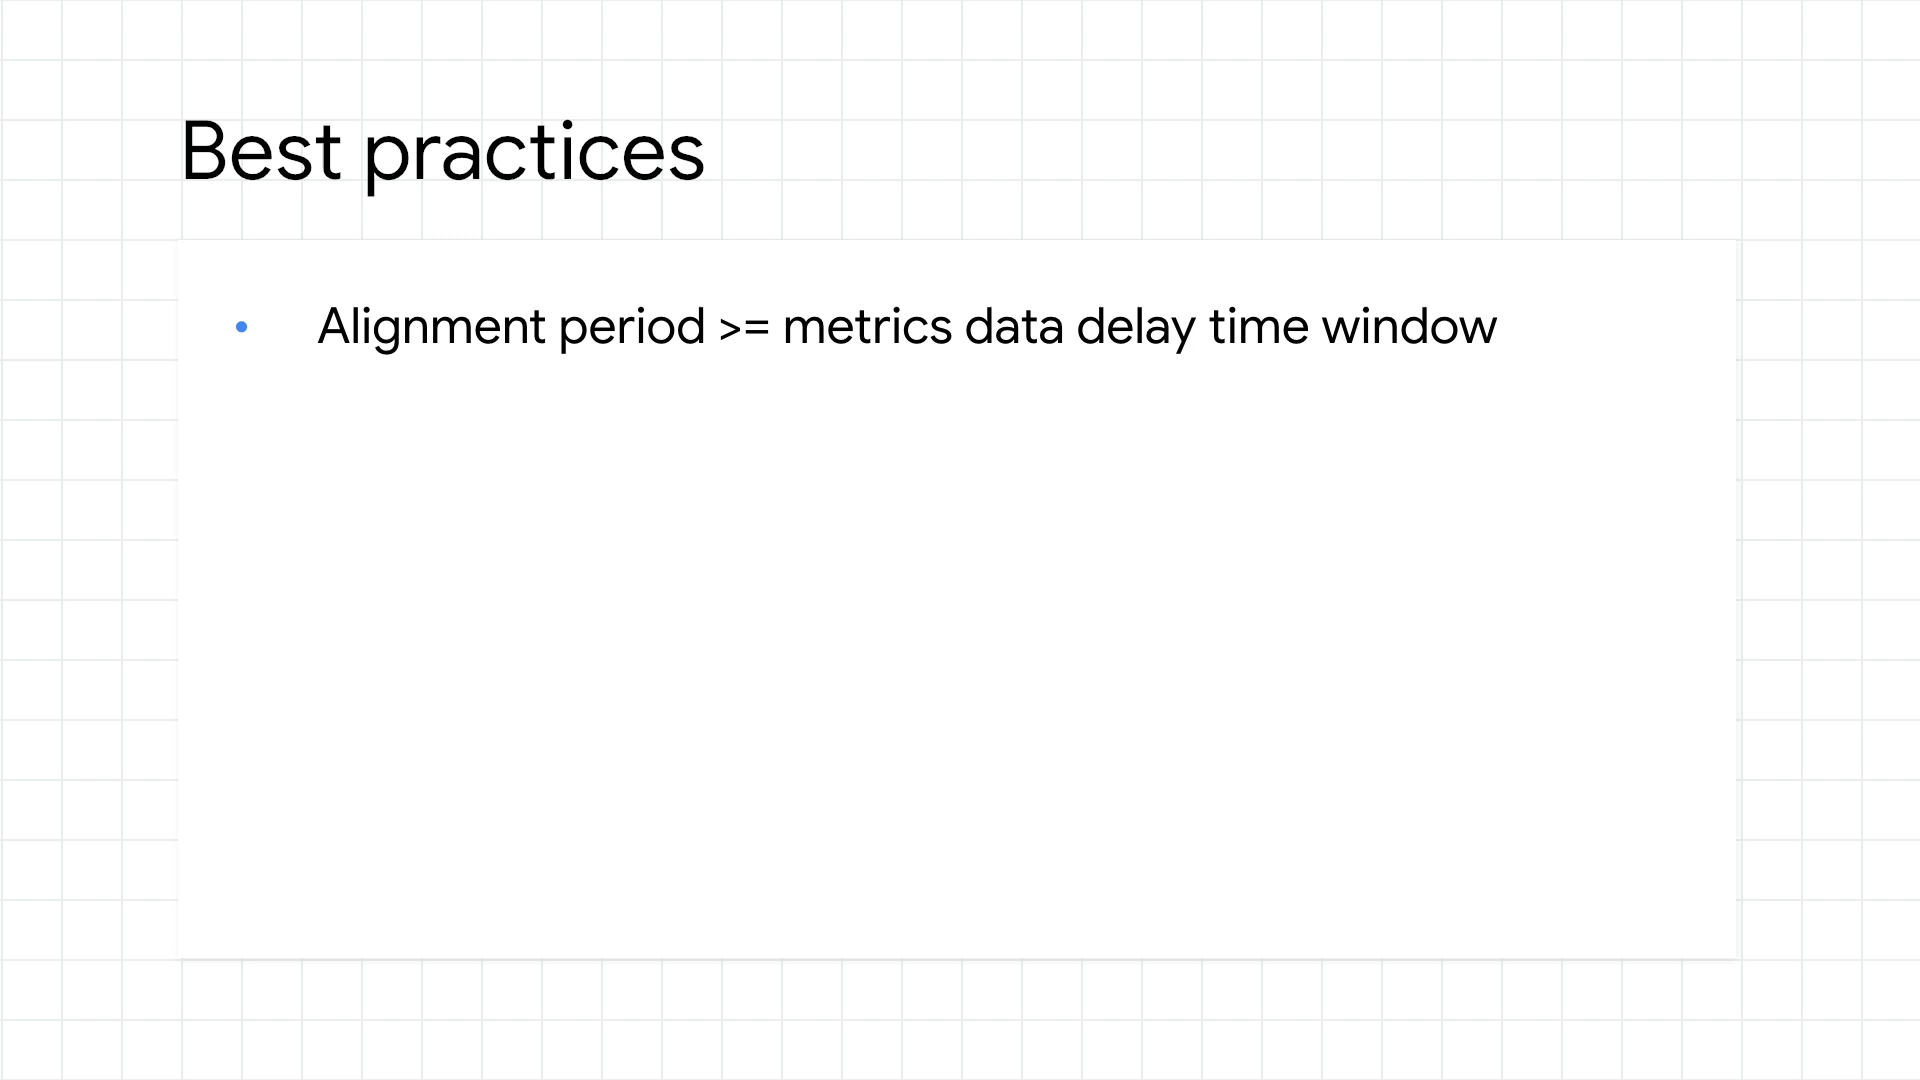 Best practices
• Alignment period >= metrics data delay time window